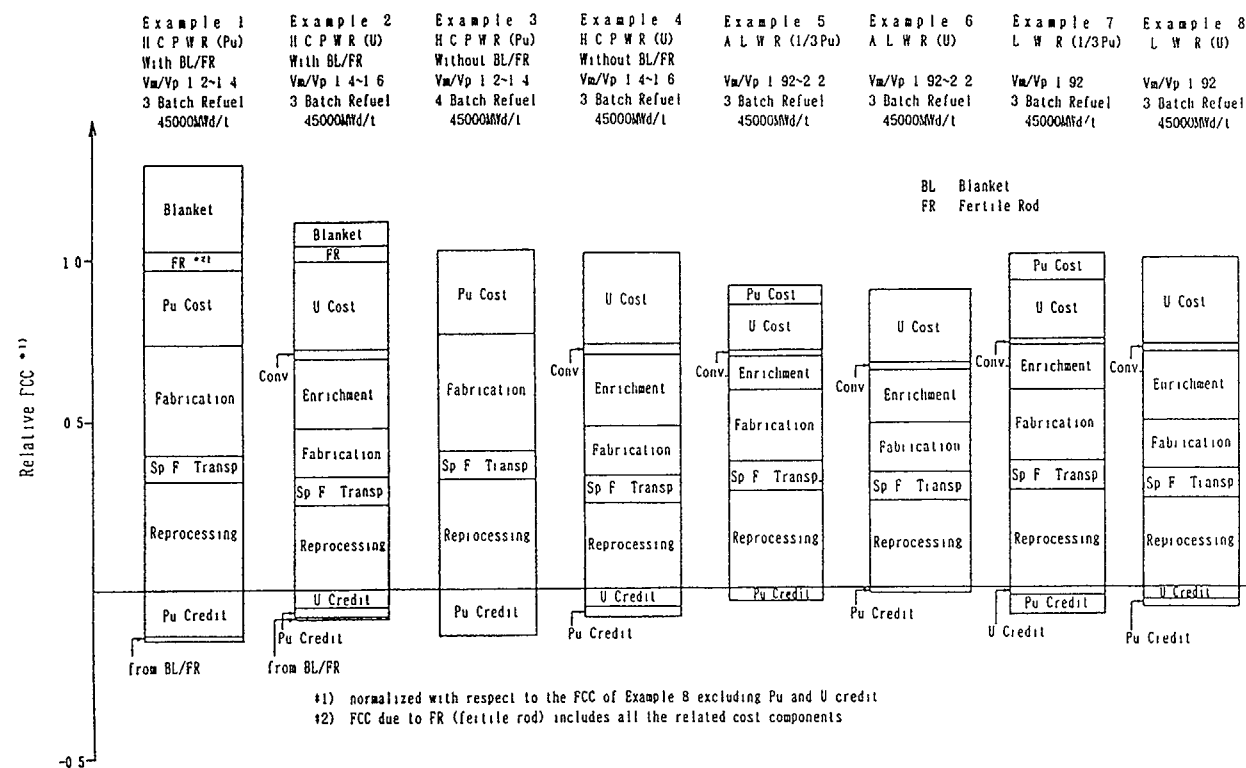 Example 1
H C P W R (Pu)
With BL/FR
Vm/Vp 1 2~1 4
3 Batch Refuel
45000MWd/t
Example 2
H C P W R (U)
With BL/FR
Vm/Vp 1 4~1 6
3 Batch Refuel
45000MWd/t
Example 3
H C P W R (Pu)
Without BL/FR
Vm/Vp 1 2~1 4
4 Batch Refuel
45000MWd/t
Example 4
H C P W R (U)
Without BL/FR
Vm/Vp 1 4~1 6
3 Batch Refuel
45000MWd/t
Example 5
A L W R (1/3Pu)
Vm/Vp 1 92~2 2
3 Batch Refuel
45000MWd/t
Example 6
A L W R (U)
Vm/Vp 1 92~2 2
3 Batch Refuel
45000MWd/t
Example 7
L W R (1/3Pu)
Vm/Vp 1 92
3 Batch Refuel
45000MWd/t
Example 8
L W R (U)
Vm/Vp 1 92
3 Batch Refuel
45000MWd/t
BL Blanket
FR Fertile Rod
Relative FCC *1)
1 0
0 5
-0 5
Blanket
FR *2)
Pu Cost
Fabrication
Sp F Transp
Reprocessing
Pu Credit
from BL/FR
Blanket
FR
U Cost
Conv
Enrichment
Fabrication
Sp F Transp
Reprocessing
U Credit
Pu Credit
from BL/FR
Pu Cost
Fabrication
Sp F Transp
Reprocessing
Pu Credit
U Cost
Conv
Enrichment
Fabrication
Sp F Transp
Reprocessing
U Credit
Pu Credit
Pu Cost
U Cost
Conv.
Enrichment
Fabrication
Sp F Transp.
Reprocessing
Pu Credit
U Cost
Conv
Enrichment
Fabrication
Sp F Transp
Reprocessing
Pu Credit
Pu Cost
U Cost
Conv.
Enrichment
Fabrication
Sp F Transp
Reprocessing
Pu Credit
U Credit
U Cost
Conv
Enrichment
Fabrication
Sp F Transp
Reprocessing
U Credit
Pu Credit
*1) normalized with respect to the FCC of Example 8 excluding Pu and U credit
*2) FCC due to FR (fertile rod) includes all the related cost components